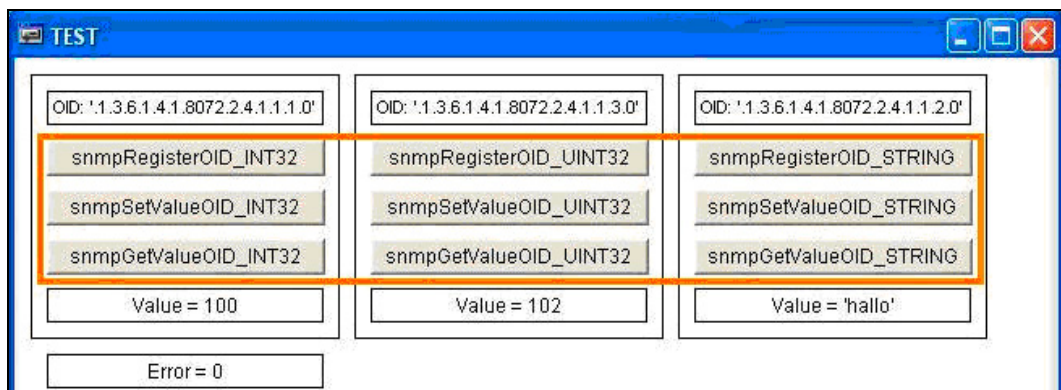 TEST
OID: '.1.3.6.1.4.1.8072.2.4.1.1.1.0'
snmpRegisterOID_INT32
snmpSetValueOID_INT32
snmpGetValueOID_INT32
Value = 100
OID: '.1.3.6.1.4.1.8072.2.4.1.1.3.0'
snmpRegisterOID_UINT32
snmpSetValueOID_UINT32
snmpGetValueOID_UINT32
Value = 102
OID: '.1.3.6.1.4.1.8072.2.4.1.1.2.0'
snmpRegisterOID_STRING
snmpSetValueOID_STRING
snmpGetValueOID_STRING
Value = 'hallo'
Error = 0